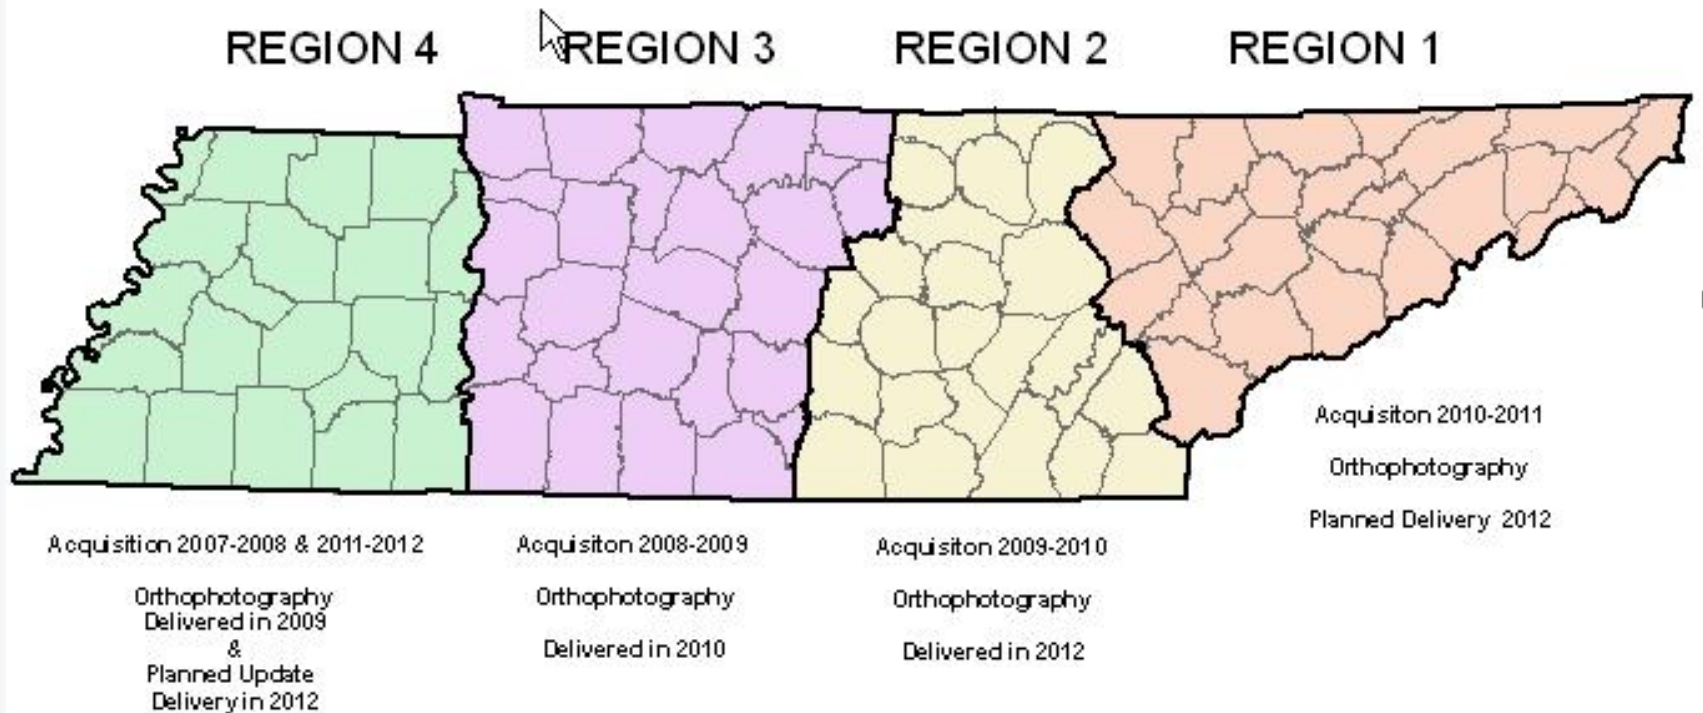 REGION 4 REGION 3 REGION 2 REGION 1
Acquisiton 2010-2011
Orthophotography
Planned Delivery 2012
Acquisition 2007-2008 & 2011-2012
Orthophotography
Delivered in 2009
&
Planned Update
Delivery in 2012
Acquisiton 2008-2009
Orthophotography
Delivered in 2010
Acquisiton 2009-2010
Orthophotography
Delivered in 2012